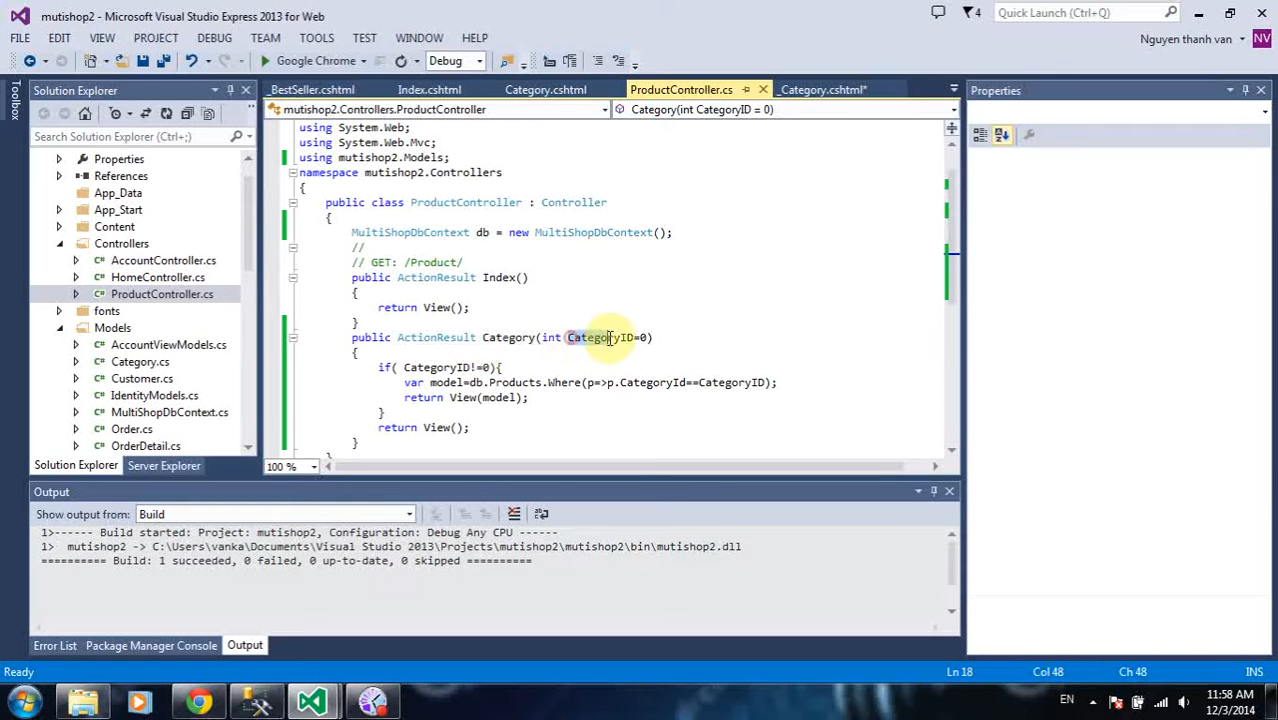 mutishop2 - Microsoft Visual Studio Express 2013 for Web
4
Quick Launch (Ctrl+Q)
FILE EDIT VIEW PROJECT DEBUG TEAM TOOLS TEST WINDOW HELP
Nguyen thanh van NV
Google Chrome Debug
Toolbox
Solution Explorer
Search Solution Explorer (Ctrl+;)
Properties
References
App_Data
App_Start
Content
Controllers
AccountController.cs
HomeController.cs
ProductController.cs
fonts
Models
AccountViewModels.cs
Category.cs
Customer.cs
IdentityModels.cs
MultiShopDbContext.cs
Order.cs
OrderDetail.cs
Solution Explorer Server Explorer
_BestSeller.cshtml Index.cshtml Category.cshtml ProductController.cs _Category.cshtml*
mutishop2.Controllers.ProductController Category(int CategoryID = 0)
using System.Web;
using System.Web.Mvc;
using mutishop2.Models;
namespace mutishop2.Controllers
{
public class ProductController : Controller
{
MultiShopDbContext db = new MultiShopDbContext();
//
// GET: /Product/
public ActionResult Index()
{
return View();
}
public ActionResult Category(int CategoryID=0)
{
if( CategoryID!=0){
var model=db.Products.Where(p=>p.CategoryId==CategoryID);
return View(model);
}
return View();
}
100 %
Properties
Output
Show output from: Build
1>------ Build started: Project: mutishop2, Configuration: Debug Any CPU ------
1> mutishop2 -> C:\Users\vanka\Documents\Visual Studio 2013\Projects\mutishop2\mutishop2\bin\mutishop2.dll
========== Build: 1 succeeded, 0 failed, 0 up-to-date, 0 skipped ==========
Error List Package Manager Console Output
Ready Ln 18 Col 48 Ch 48 INS
EN
11:58 AM
12/3/2014